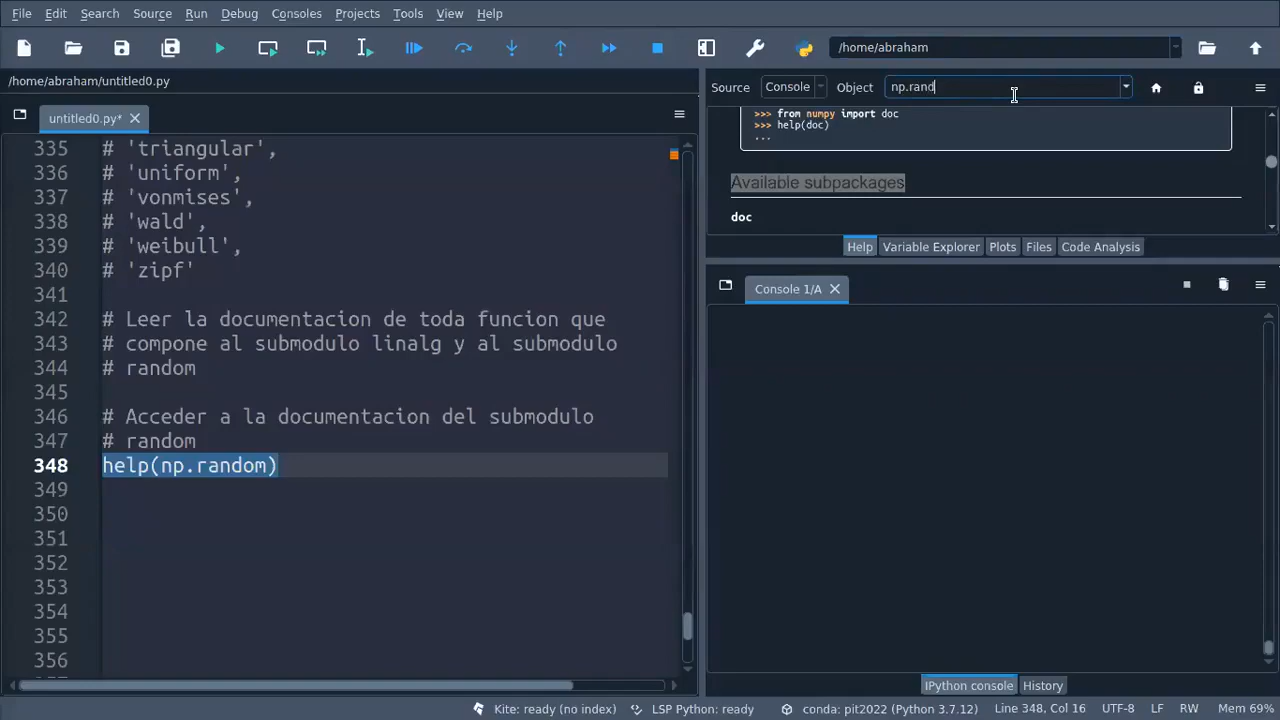 File Edit Search Source Run Debug Consoles Projects Tools View Help
/home/abraham
/home/abraham/untitled0.py
untitled0.py*
335 # 'triangular',
336 # 'uniform',
337 # 'vonmises',
338 # 'wald',
339 # 'weibull',
340 # 'zipf'
341
342 # Leer la documentacion de toda funcion que
343 # compone al submodulo linalg y al submodulo
344 # random
345
346 # Acceder a la documentacion del submodulo
347 # random
348 help(np.random)
349
350
351
352
353
354
355
356
Source Console Object np.rand
>>> from numpy import doc
>>> help(doc)
...
Available subpackages
doc
Help Variable Explorer Plots Files Code Analysis
Console 1/A
IPython console History
Kite: ready (no index) LSP Python: ready conda: pit2022 (Python 3.7.12) Line 348, Col 16 UTF-8 LF RW Mem 69%